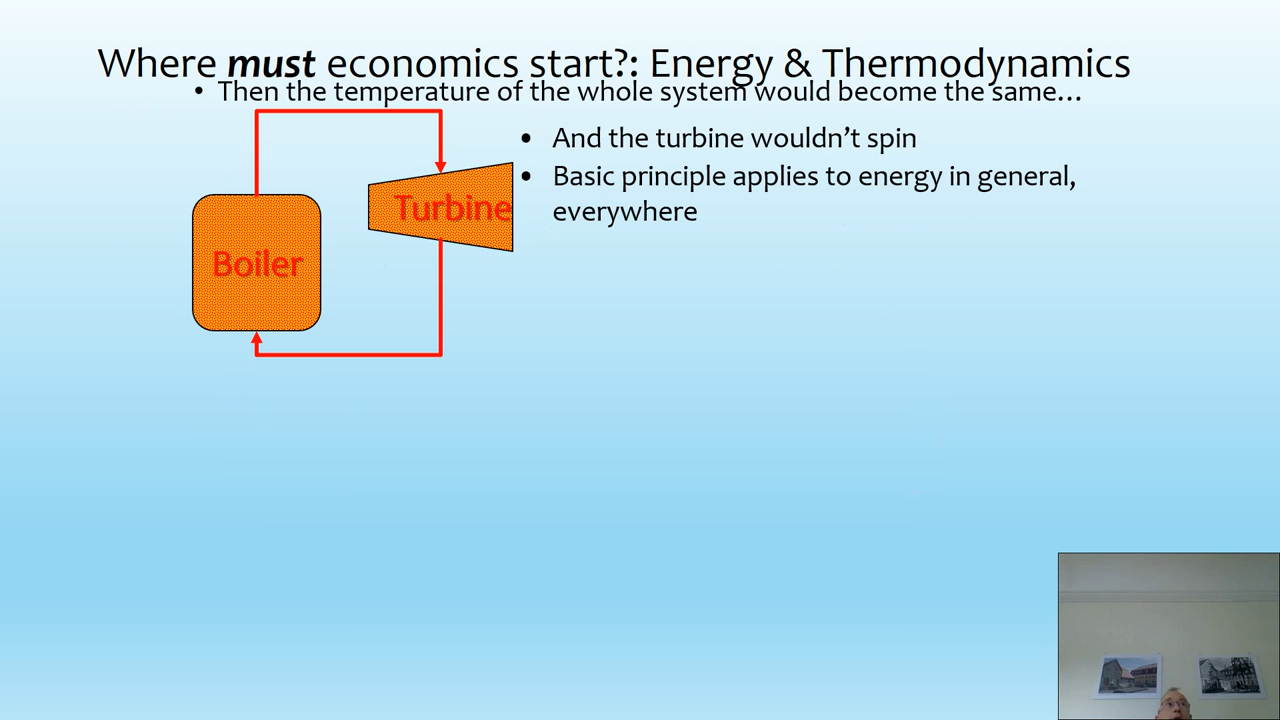 Where must economics start?: Energy & Thermodynamics
• Then the temperature of the whole system would become the same…
• And the turbine wouldn’t spin
• Basic principle applies to energy in general,
everywhere
Turbine
Boiler